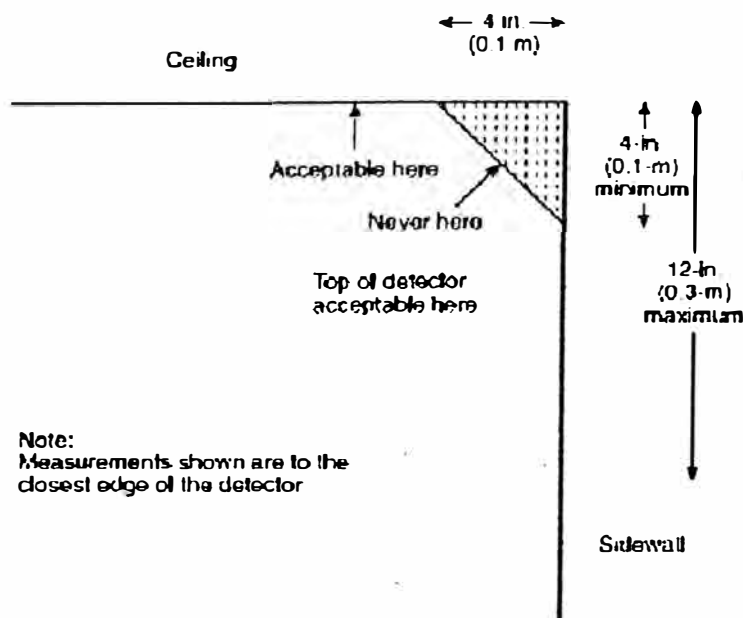 4 in.
(0.1 m)
Ceiling
Acceptable here
Never here
4-in
(0.1-m)
minimum
Top of detector
acceptable here
12-in
(0.3-m)
maximum
Note:
Measurements shown are to the
closest edge of the detector
Sidewall